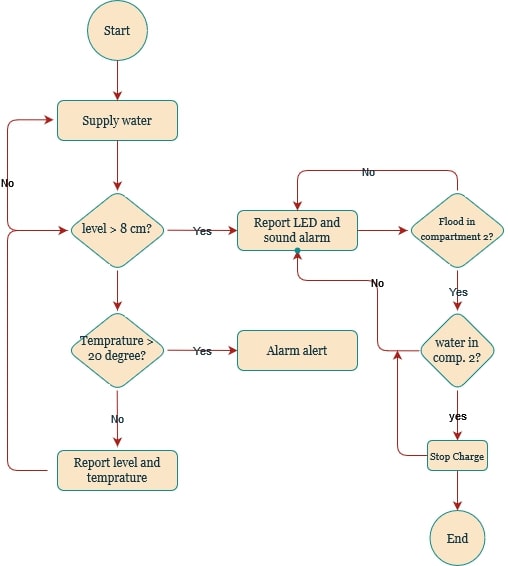 Start
Supply water
No
level > 8 cm?
Yes
Report LED and
sound alarm
No
Flood in
compartment 2?
Yes
No
Temprature >
20 degree?
Yes
Alarm alert
water in
comp. 2?
No
yes
Report level and
temprature
Stop Charge
End